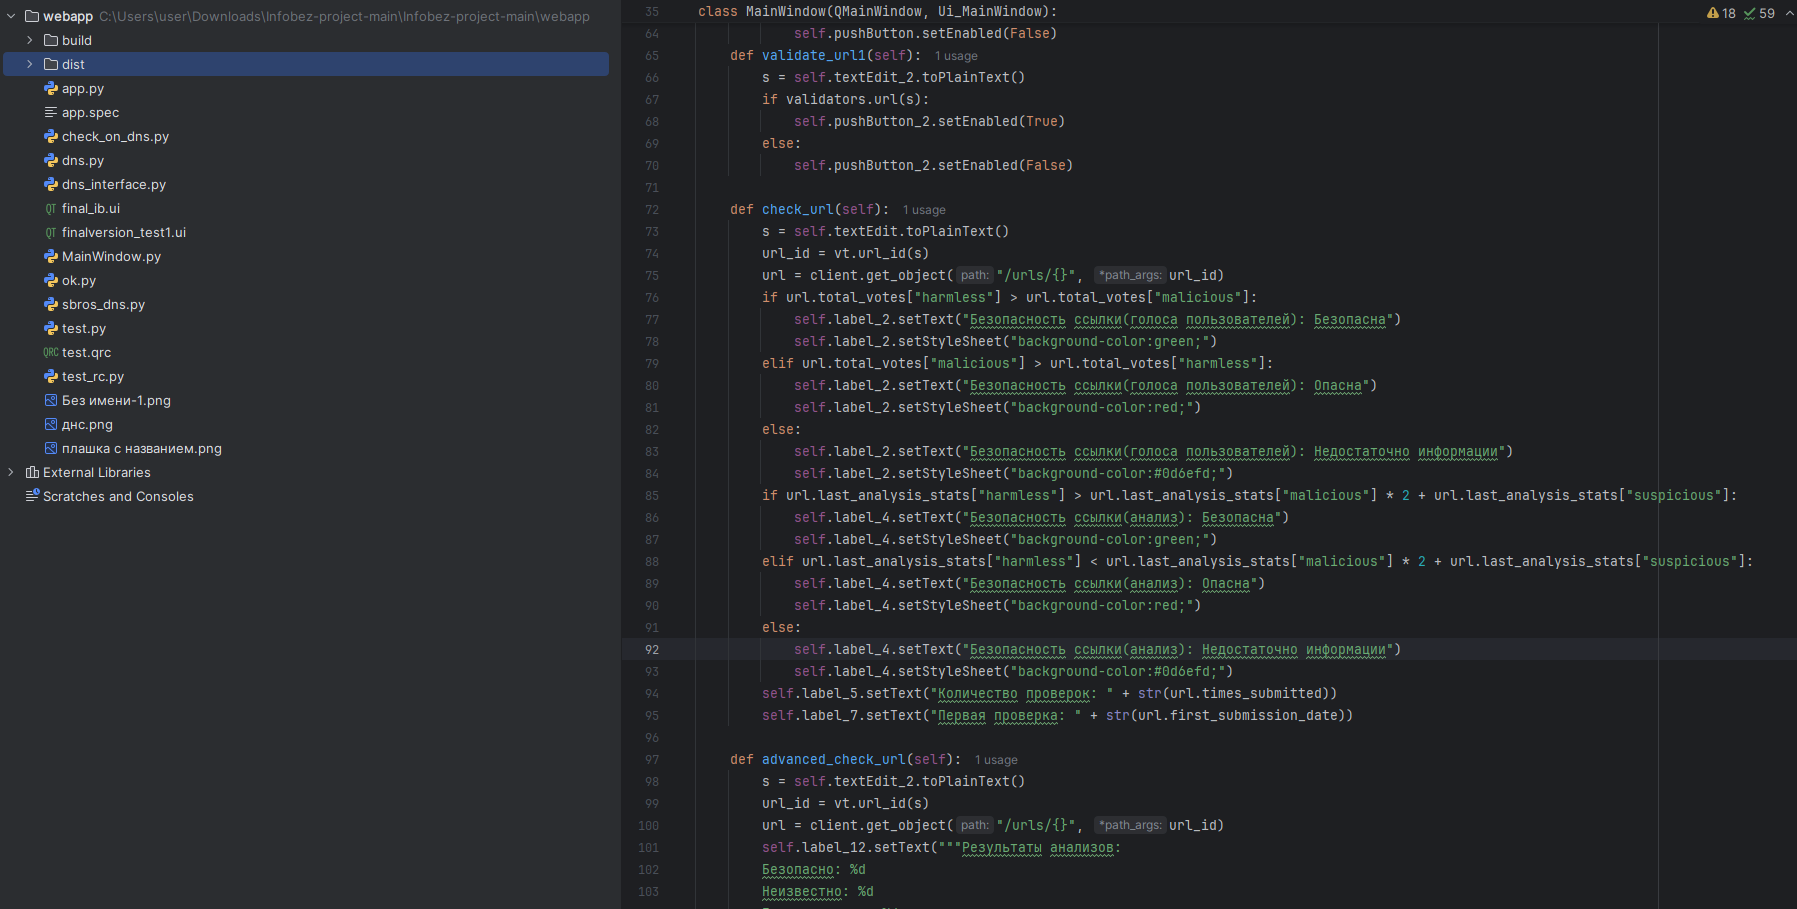 webapp C:\Users\user\Downloads\Infobez-project-main\Infobez-project-main\webapp
build
dist
app.py
app.spec
check_on_dns.py
dns.py
dns_interface.py
final_ib.ui
finalversion_test1.ui
MainWindow.py
ok.py
sbros_dns.py
test.py
test.qrc
test_rc.py
Без имени-1.png
днс.png
плашка с названием.png
External Libraries
Scratches and Consoles
35 class MainWindow(QMainWindow, Ui_MainWindow): 18 59
64 self.pushButton.setEnabled(False)
65 def validate_url1(self): 1 usage
66 s = self.textEdit_2.toPlainText()
67 if validators.url(s):
68 self.pushButton_2.setEnabled(True)
69 else:
70 self.pushButton_2.setEnabled(False)
71
72 def check_url(self): 1 usage
73 s = self.textEdit.toPlainText()
74 url_id = vt.url_id(s)
75 url = client.get_object( path: "/urls/{}", *path_args: url_id)
76 if url.total_votes["harmless"] > url.total_votes["malicious"]:
77 self.label_2.setText("Безопасность ссылки(голоса пользователей): Безопасна")
78 self.label_2.setStyleSheet("background-color:green;")
79 elif url.total_votes["malicious"] > url.total_votes["harmless"]:
80 self.label_2.setText("Безопасность ссылки(голоса пользователей): Опасна")
81 self.label_2.setStyleSheet("background-color:red;")
82 else:
83 self.label_2.setText("Безопасность ссылки(голоса пользователей): Недостаточно информации")
84 self.label_2.setStyleSheet("background-color:#0d6efd;")
85 if url.last_analysis_stats["harmless"] > url.last_analysis_stats["malicious"] * 2 + url.last_analysis_stats["suspicious"]:
86 self.label_4.setText("Безопасность ссылки(анализ): Безопасна")
87 self.label_4.setStyleSheet("background-color:green;")
88 elif url.last_analysis_stats["harmless"] < url.last_analysis_stats["malicious"] * 2 + url.last_analysis_stats["suspicious"]:
89 self.label_4.setText("Безопасность ссылки(анализ): Опасна")
90 self.label_4.setStyleSheet("background-color:red;")
91 else:
92 self.label_4.setText("Безопасность ссылки(анализ): Недостаточно информации")
93 self.label_4.setStyleSheet("background-color:#0d6efd;")
94 self.label_5.setText("Количество проверок: " + str(url.times_submitted))
95 self.label_7.setText("Первая проверка: " + str(url.first_submission_date))
96
97 def advanced_check_url(self): 1 usage
98 s = self.textEdit_2.toPlainText()
99 url_id = vt.url_id(s)
100 url = client.get_object( path: "/urls/{}", *path_args: url_id)
101 self.label_12.setText("""Результаты анализов:
102 Безопасно: %d
103 Неизвестно: %d